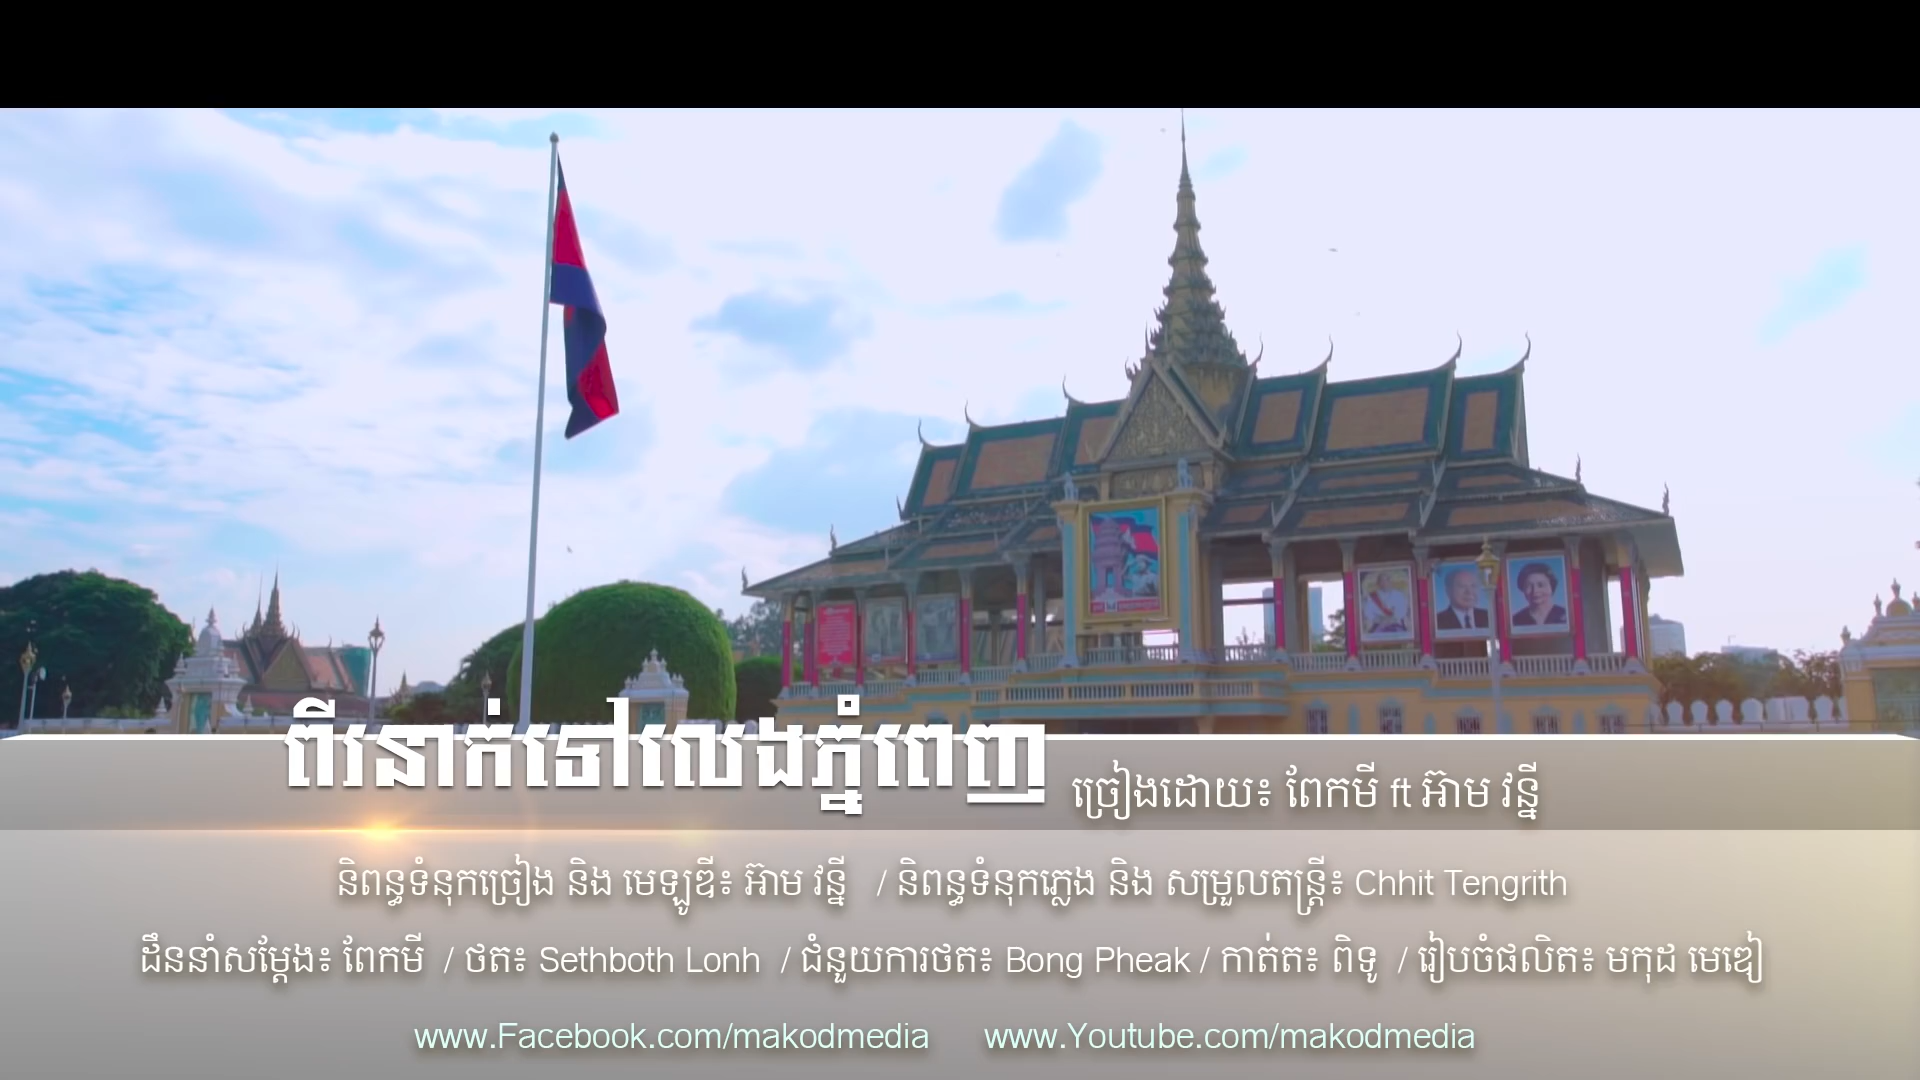 ពីរនាក់ទៅលេងភ្នំពេញ ច្រៀងដោយ៖ ពែកមី ft អ៊ាម វន្នី
និពន្ធទំនុកច្រៀង និង មេឡូឌី៖ អ៊ាម វន្នី / និពន្ធទំនុកភ្លេង និង សម្រួលតន្ត្រី៖ Chhit Tengrith
ដឹកនាំសម្តែង៖ ពែកមី / ថត៖ Sethboth Lonh / ជំនួយការថត៖ Bong Pheak / កាត់ត៖ ពិទូ / រៀបចំផលិត៖ មកុដ មេឌៀ
www.Facebook.com/makodmedia www.Youtube.com/makodmedia